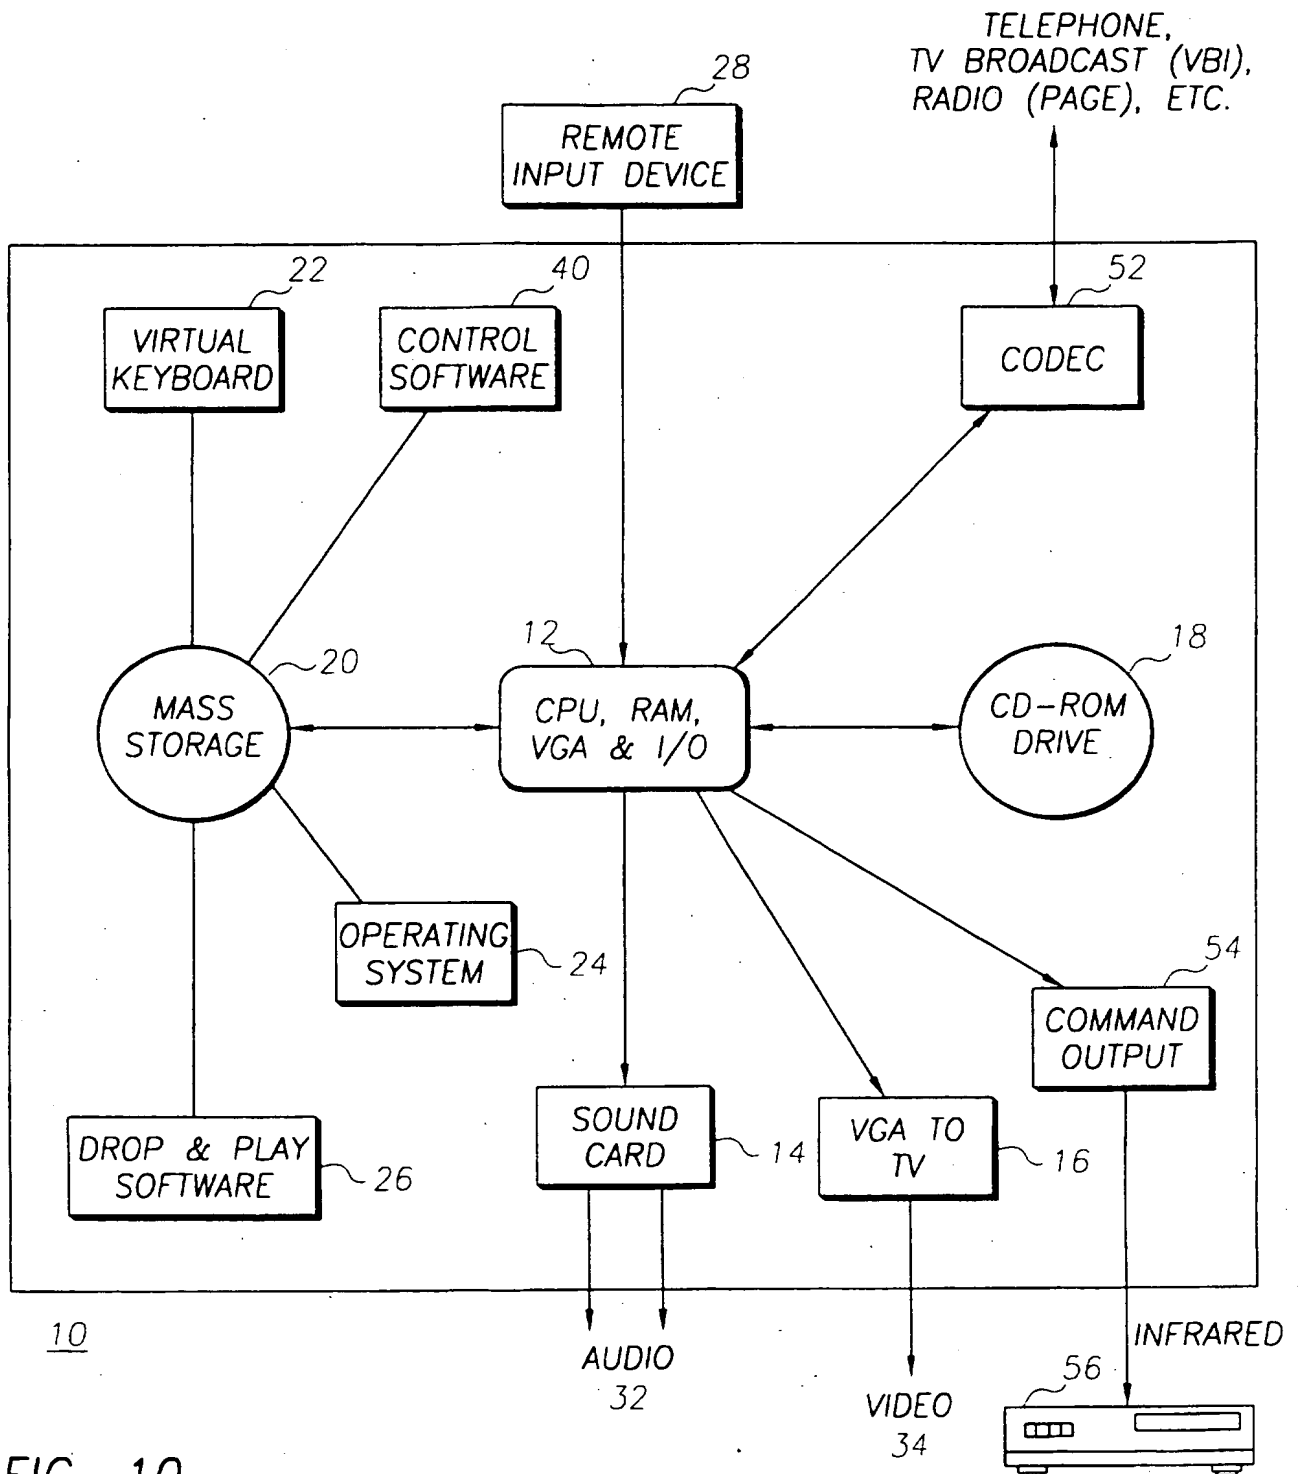 TELEPHONE,
TV BROADCAST (VBI),
RADIO (PAGE), ETC.
28
REMOTE
INPUT DEVICE
22
40
52
VIRTUAL
KEYBOARD
CONTROL
SOFTWARE
CODEC
20
12
18
MASS
STORAGE
CPU, RAM,
VGA & I/O
CD-ROM
DRIVE
OPERATING
SYSTEM
24
54
COMMAND
OUTPUT
DROP & PLAY
SOFTWARE
26
SOUND
CARD
14
VGA TO
TV
16
10
AUDIO
32
INFRARED
VIDEO
34
56
FIG. 10